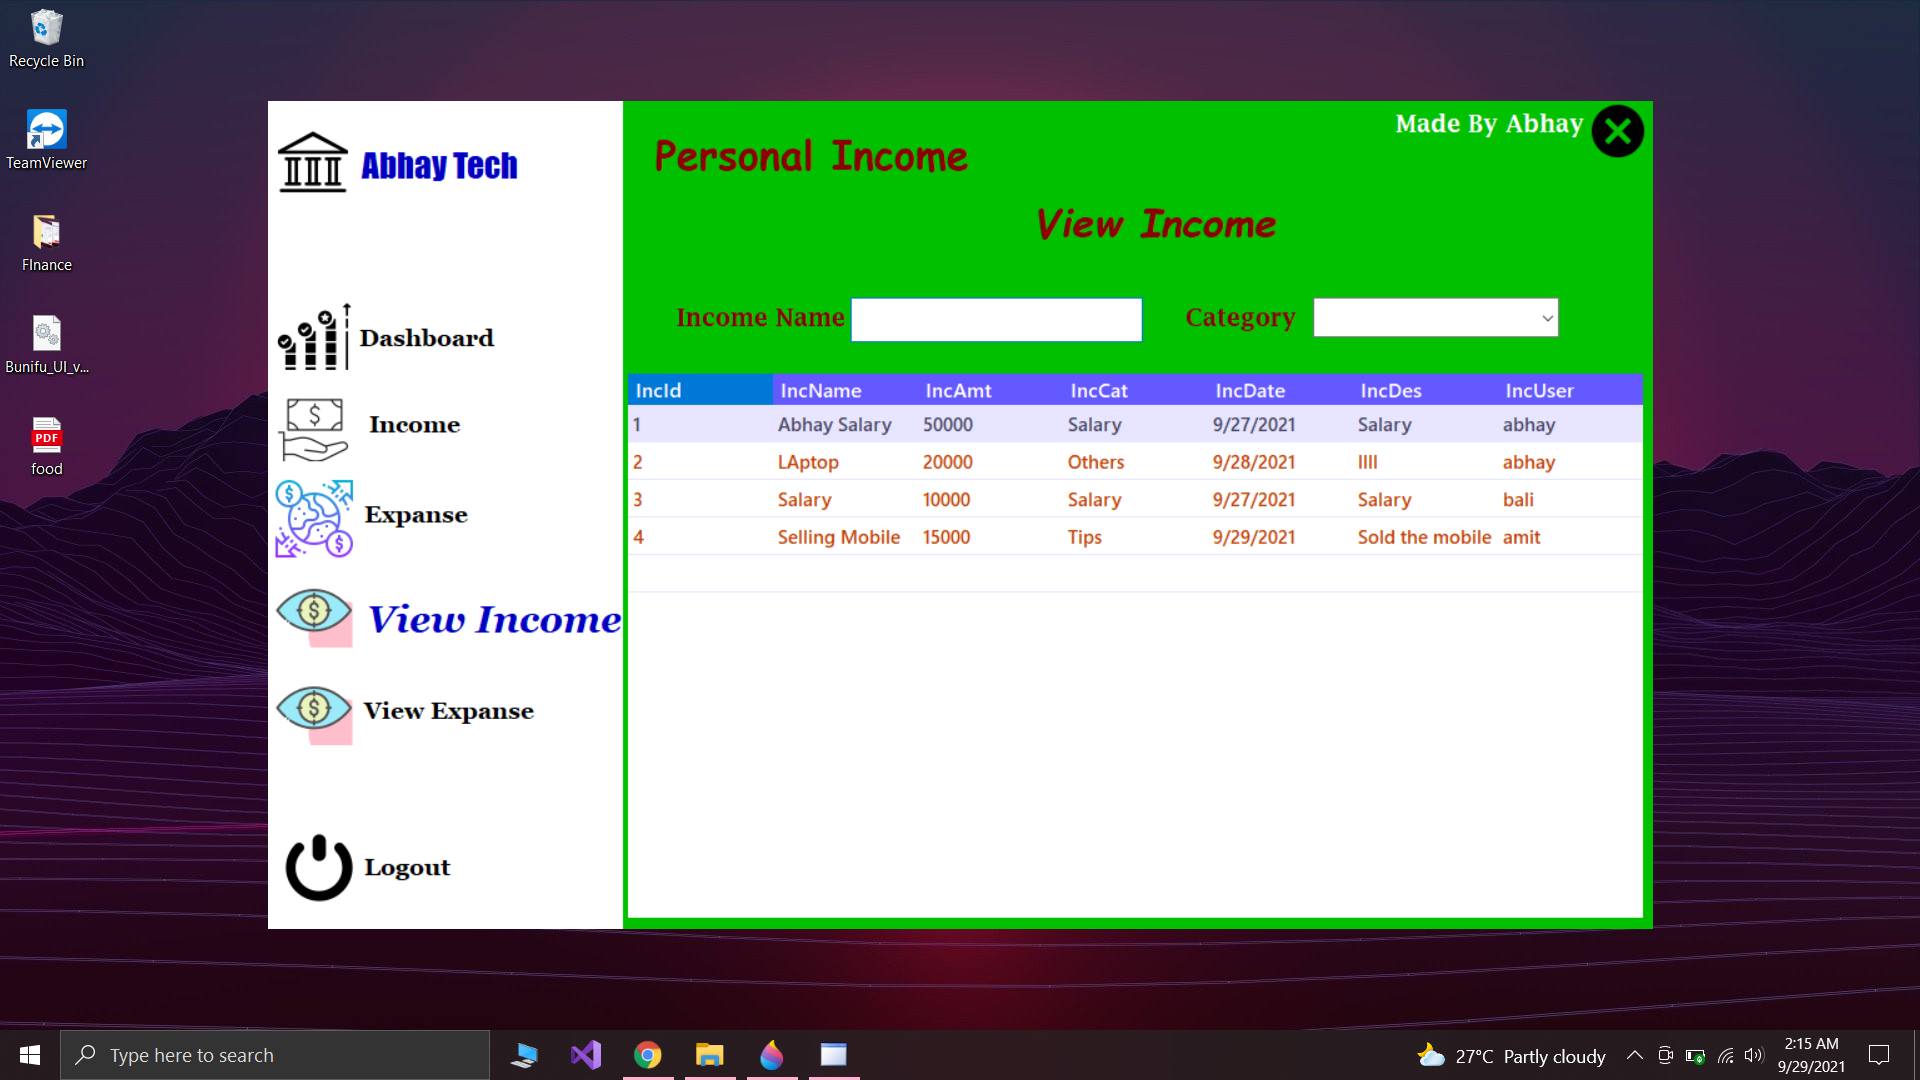 Recycle Bin
TeamViewer
FInance
Bunifu_UI_v...
PDF
food
Abhay Tech
Dashboard
Income
Expanse
View Income
View Expanse
Logout
Made By Abhay
Personal Income
View Income
Income Name
Category
IncId IncName IncAmt IncCat IncDate IncDes IncUser
1 Abhay Salary 50000 Salary 9/27/2021 Salary abhay
2 LAptop 20000 Others 9/28/2021 llll abhay
3 Salary 10000 Salary 9/27/2021 Salary bali
4 Selling Mobile 15000 Tips 9/29/2021 Sold the mobile amit
Type here to search
27°C Partly cloudy
2:15 AM
9/29/2021